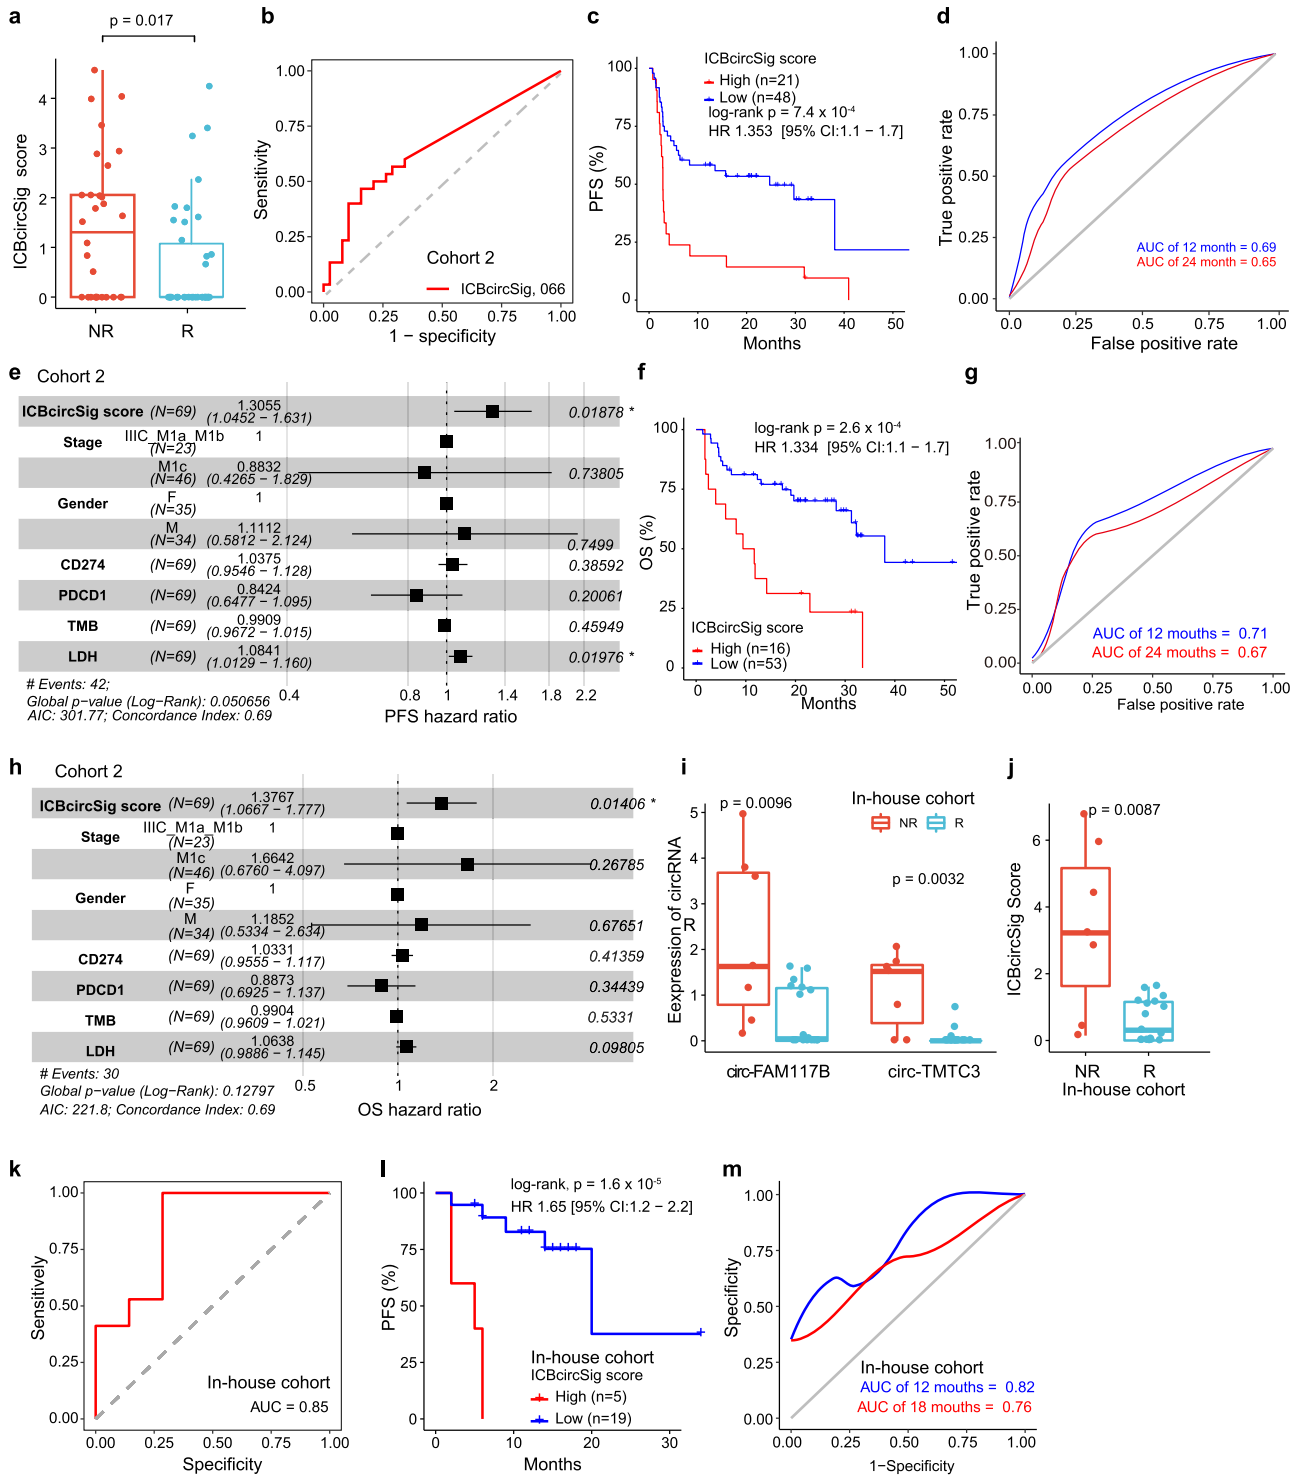 a
p = 0.017
ICBcircSig score
4
3
2
1
0
NR
R
b
1.00
0.75
0.50
0.25
0.00
Sensitivity
Cohort 2
ICBcircSig, 066
0.00
0.25
0.50
0.75
1.00
1 − specificity
c
ICBcircSig score
High (n=21)
Low (n=48)
log-rank p = 7.4 x 10-4
HR 1.353 [95% CI:1.1 − 1.7]
PFS (%)
100
75
50
25
0
0
10
20
30
40
50
Months
d
1.00
0.75
0.50
0.25
0.00
True positive rate
AUC of 12 month = 0.69
AUC of 24 month = 0.65
0.0
0.25
0.50
0.75
1.00
False positive rate
e
Cohort 2
ICBcircSig score (N=69) 1.3055 (1.0452 − 1.631) 0.01878 *
Stage IIIC_M1a_M1b (N=23) 1
M1c (N=46) 0.8832 (0.4265 − 1.829) 0.73805
Gender F (N=35) 1
M (N=34) 1.1112 (0.5812 − 2.124) 0.7499
CD274 (N=69) 1.0375 (0.9546 − 1.128) 0.38592
PDCD1 (N=69) 0.8424 (0.6477 − 1.095) 0.20061
TMB (N=69) 0.9909 (0.9672 − 1.015) 0.45949
LDH (N=69) 1.0841 (1.0129 − 1.160) 0.01976 *
# Events: 42;
Global p−value (Log−Rank): 0.050656
AIC: 301.77; Concordance Index: 0.69
0.4
0.8
1
1.4
1.8
2.2
PFS hazard ratio
f
log-rank p = 2.6 x 10-4
HR 1.334 [95% CI:1.1 − 1.7]
OS (%)
100
75
50
25
0
ICBcircSig score
High (n=16)
Low (n=53)
0
10
20
30
40
50
Months
g
1.00
0.75
0.50
0.25
0.00
True positive rate
AUC of 12 mouths = 0.71
AUC of 24 mouths = 0.67
0.00
0.25
0.50
0.75
1.00
False positive rate
h
Cohort 2
ICBcircSig score (N=69) 1.3767 (1.0667 − 1.777) 0.01406 *
Stage IIIC_M1a_M1b (N=23) 1
M1c (N=46) 1.6642 (0.6760 − 4.097) 0.26785
Gender F (N=35) 1
M (N=34) 1.1852 (0.5334 − 2.634) 0.67651
CD274 (N=69) 1.0331 (0.9555 − 1.117) 0.41359
PDCD1 (N=69) 0.8873 (0.6925 − 1.137) 0.34439
TMB (N=69) 0.9904 (0.9609 − 1.021) 0.5331
LDH (N=69) 1.0638 (0.9886 − 1.145) 0.09805
# Events: 30
Global p−value (Log−Rank): 0.12797
AIC: 221.8; Concordance Index: 0.69
0.5
1
2
OS hazard ratio
i
In-house cohort
NR
R
p = 0.0096
p = 0.0032
Eexpression of circRNA
R
5
4
3
2
1
0
circ-FAM117B
circ-TMTC3
j
p = 0.0087
ICBcircSig Score
6
4
2
0
NR
R
In-house cohort
k
1.00
0.75
0.50
0.25
0.00
Sensitively
In-house cohort
AUC = 0.85
0.00
0.25
0.50
0.75
1.00
Specificity
l
log-rank, p = 1.6 x 10-5
HR 1.65 [95% CI:1.2 − 2.2]
PFS (%)
100
75
50
25
0
In-house cohort
ICBcircSig score
High (n=5)
Low (n=19)
0
10
20
30
Months
m
1.00
0.75
0.50
0.25
0.00
Specificity
In-house cohort
AUC of 12 mouths = 0.82
AUC of 18 mouths = 0.76
0.00
0.25
0.50
0.75
1.00
1−Specificity